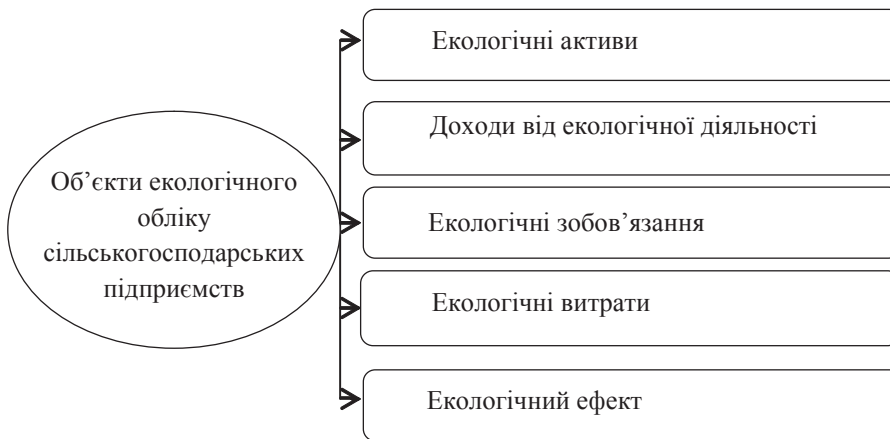 Об’єкти екологічного
обліку
сільськогосподарських
підприємств
Екологічні активи
Доходи від екологічної діяльності
Екологічні зобов’язання
Екологічні витрати
Екологічний ефект